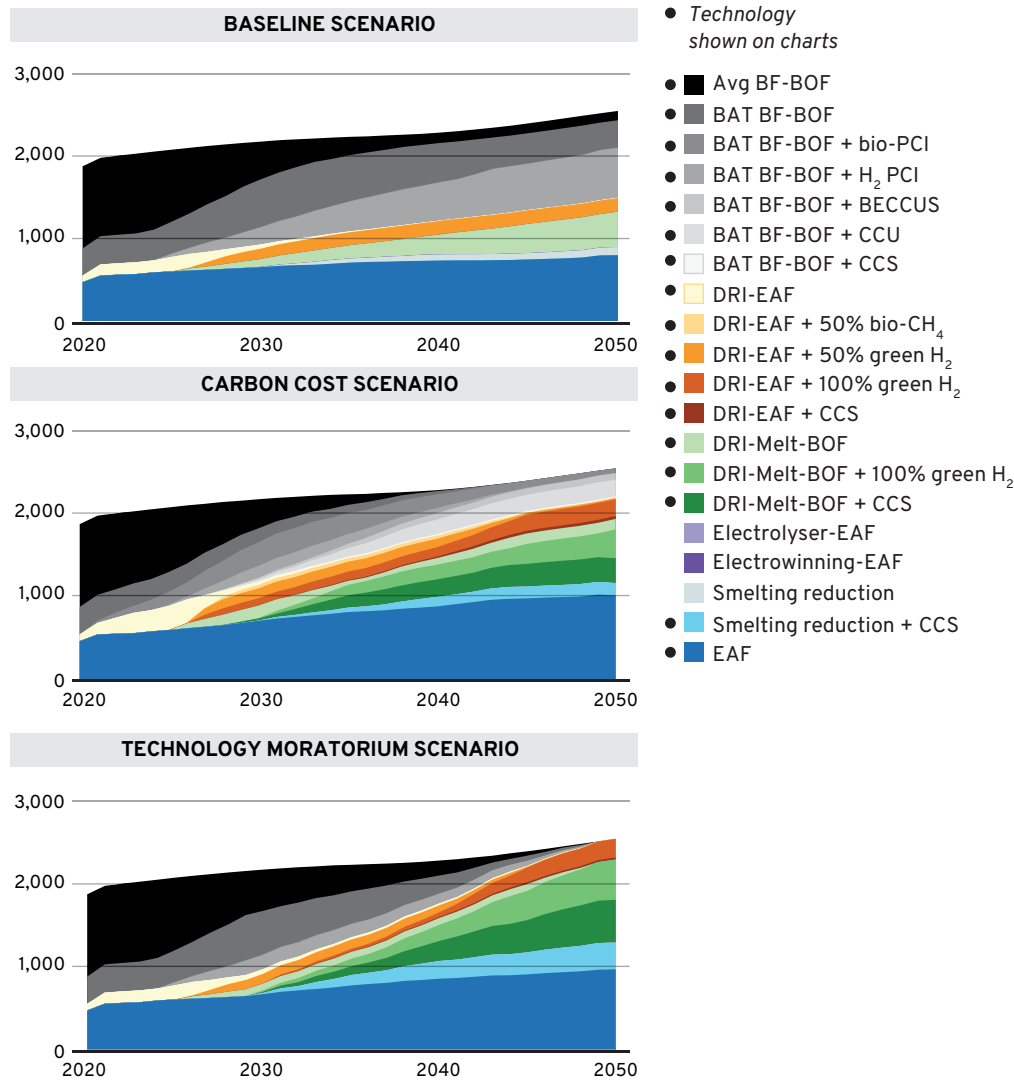 BASELINE SCENARIO
3,000
2,000
1,000
0
2020
2030
2040
2050
CARBON COST SCENARIO
3,000
2,000
1,000
0
2020
2030
2040
2050
TECHNOLOGY MORATORIUM SCENARIO
3,000
2,000
1,000
0
2020
2030
2040
2050
Technology
shown on charts
Avg BF-BOF
BAT BF-BOF
BAT BF-BOF + bio-PCI
BAT BF-BOF + H₂ PCI
BAT BF-BOF + BECCUS
BAT BF-BOF + CCU
BAT BF-BOF + CCS
DRI-EAF
DRI-EAF + 50% bio-CH₄
DRI-EAF + 50% green H₂
DRI-EAF + 100% green H₂
DRI-EAF + CCS
DRI-Melt-BOF
DRI-Melt-BOF + 100% green H₂
DRI-Melt-BOF + CCS
Electrolyser-EAF
Electrowinning-EAF
Smelting reduction
Smelting reduction + CCS
EAF